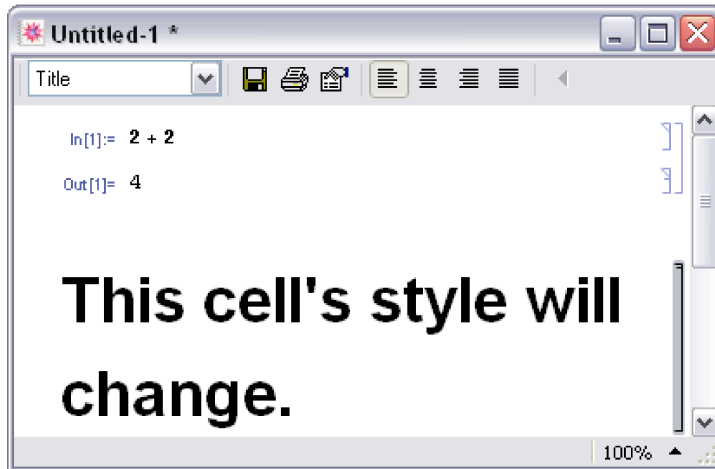 Untitled-1 *
Title
In[1]:= 2 + 2
Out[1]= 4
This cell's style will
change.
100%